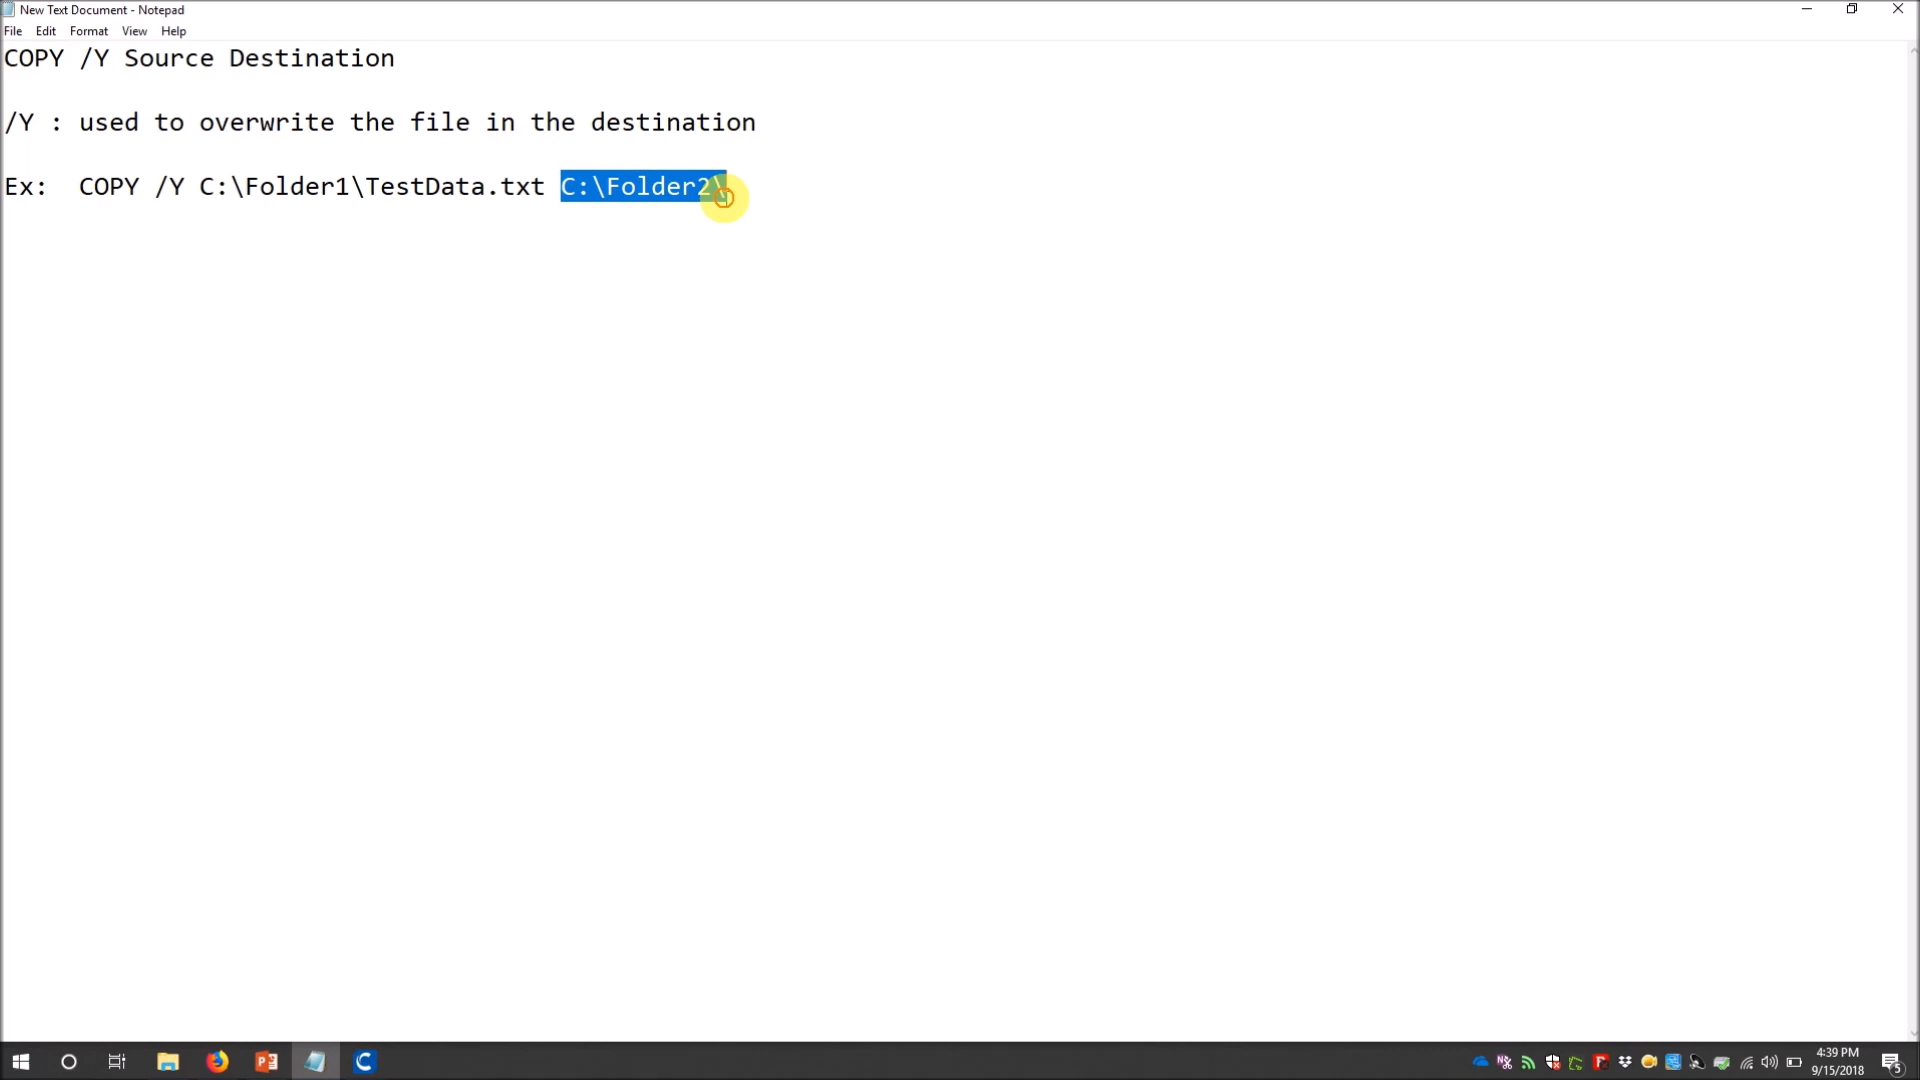 New Text Document - Notepad
File Edit Format View Help
COPY /Y Source Destination
/Y : used to overwrite the file in the destination
Ex:  COPY /Y C:\Folder1\TestData.txt C:\Folder2\
4:39 PM
9/15/2018
5